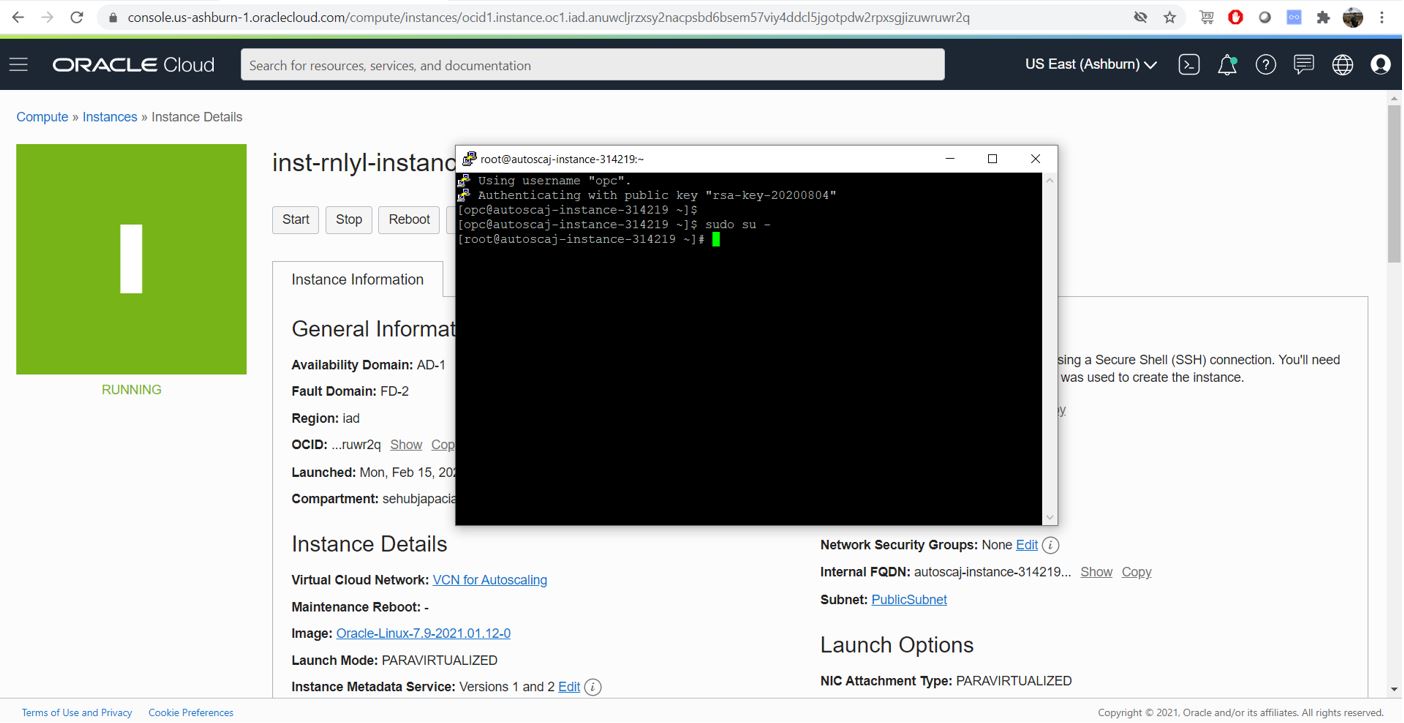 console.us-ashburn-1.oraclecloud.com/compute/instances/ocid1.instance.oc1.iad.anuwcljrzxsy2nacpsbd6bsem57viy4ddcl5jgotpdw2rpxsgjizuwruwr2q
ORACLE Cloud
Search for resources, services, and documentation
US East (Ashburn)
Compute » Instances » Instance Details
inst-rnlyl-instanc
Start Stop Reboot
RUNNING
root@autoscaj-instance-314219:~
Using username "opc".
Authenticating with public key "rsa-key-20200804"
[opc@autoscaj-instance-314219 ~]$
[opc@autoscaj-instance-314219 ~]$ sudo su -
[root@autoscaj-instance-314219 ~]#
Instance Information
General Informat
Availability Domain: AD-1
Fault Domain: FD-2
Region: iad
OCID: ...ruwr2q Show Cop
Launched: Mon, Feb 15, 202
Compartment: sehubjapacia
sing a Secure Shell (SSH) connection. You'll need
was used to create the instance.
py
Instance Details
Virtual Cloud Network: VCN for Autoscaling
Maintenance Reboot: -
Image: Oracle-Linux-7.9-2021.01.12-0
Launch Mode: PARAVIRTUALIZED
Instance Metadata Service: Versions 1 and 2 Edit
Network Security Groups: None Edit
Internal FQDN: autoscaj-instance-314219... Show Copy
Subnet: PublicSubnet
Launch Options
NIC Attachment Type: PARAVIRTUALIZED
Terms of Use and Privacy Cookie Preferences
Copyright © 2021, Oracle and/or its affiliates. All rights reserved.